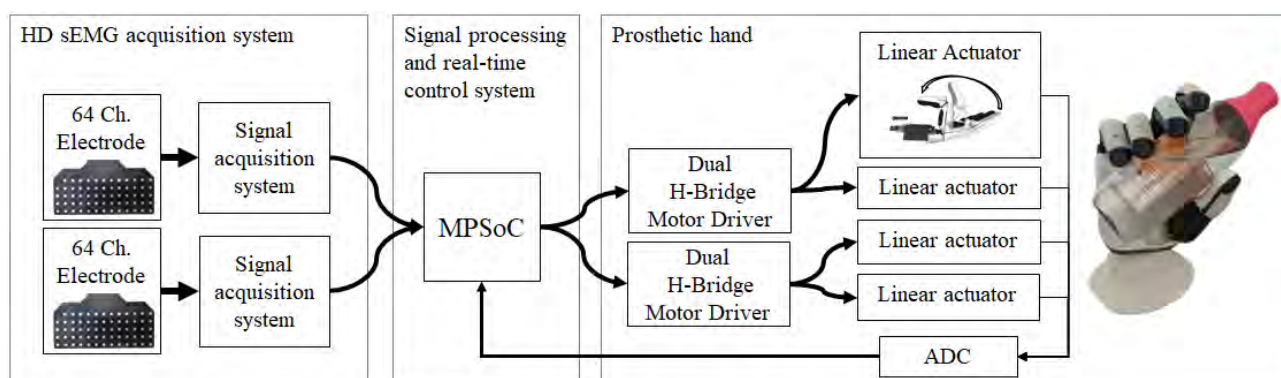 HD sEMG acquisition system
64 Ch.
Electrode
Signal
acquisition
system
64 Ch.
Electrode
Signal
acquisition
system
Signal processing
and real-time
control system
MPSoC
Prosthetic hand
Dual
H-Bridge
Motor Driver
Dual
H-Bridge
Motor Driver
Linear Actuator
Linear actuator
Linear actuator
Linear actuator
ADC